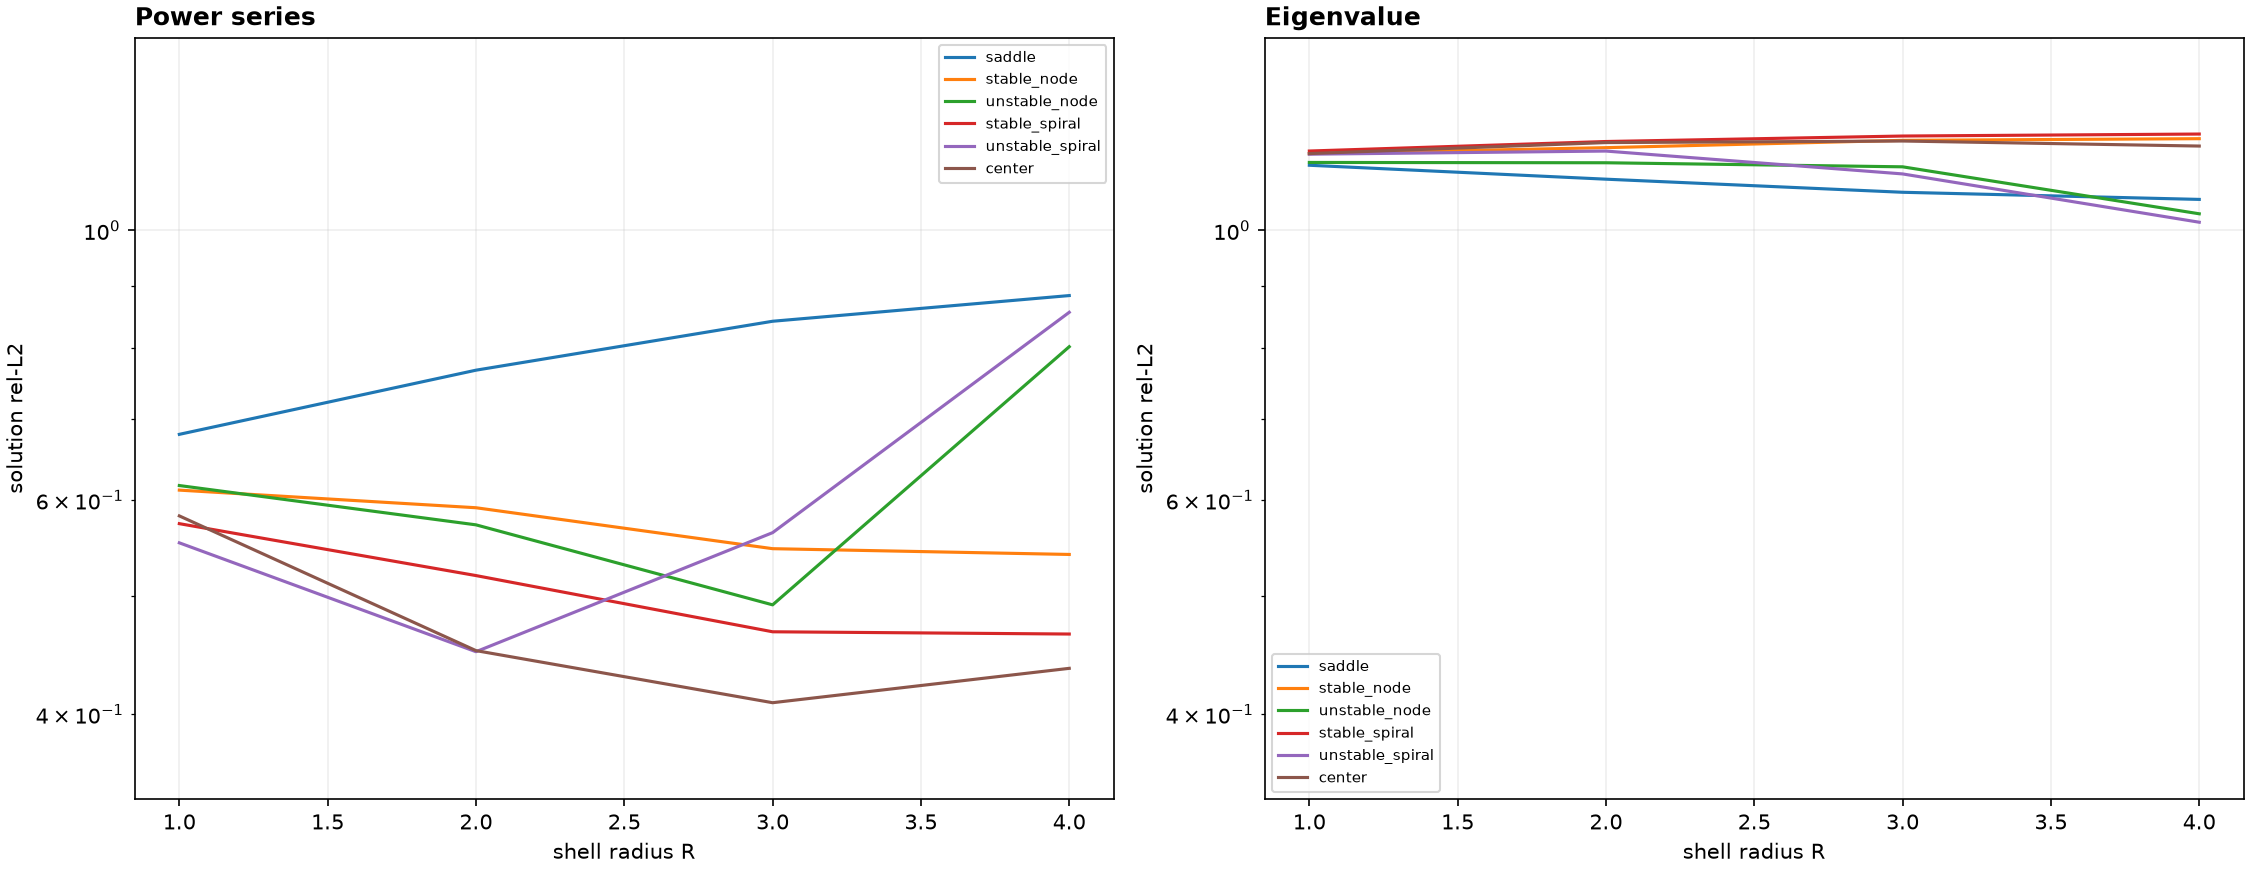 Power series
saddle
stable_node
unstable_node
stable_spiral
unstable_spiral
center
10⁰
6 × 10⁻¹
4 × 10⁻¹
solution rel-L2
1.0 1.5 2.0 2.5 3.0 3.5 4.0
shell radius R
Eigenvalue
10⁰
6 × 10⁻¹
4 × 10⁻¹
solution rel-L2
saddle
stable_node
unstable_node
stable_spiral
unstable_spiral
center
1.0 1.5 2.0 2.5 3.0 3.5 4.0
shell radius R